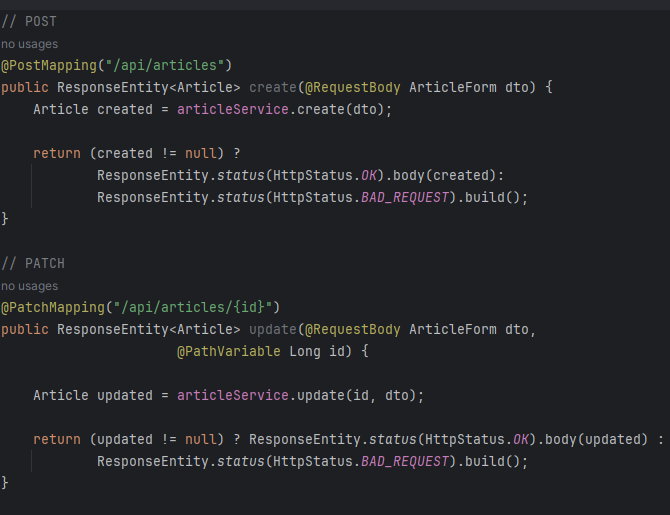 // POST
no usages
@PostMapping("/api/articles")
public ResponseEntity<Article> create(@RequestBody ArticleForm dto) {
    Article created = articleService.create(dto);

    return (created != null) ?
            ResponseEntity.status(HttpStatus.OK).body(created):
            ResponseEntity.status(HttpStatus.BAD_REQUEST).build();
}

// PATCH
no usages
@PatchMapping("/api/articles/{id}")
public ResponseEntity<Article> update(@RequestBody ArticleForm dto,
                      @PathVariable Long id) {

    Article updated = articleService.update(id, dto);

    return (updated != null) ? ResponseEntity.status(HttpStatus.OK).body(updated) :
            ResponseEntity.status(HttpStatus.BAD_REQUEST).build();
}